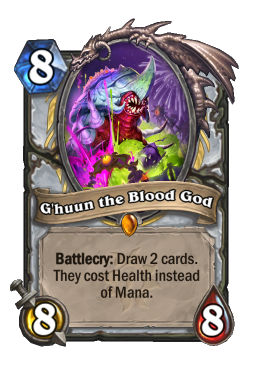 8
G'huun the Blood God
Battlecry: Draw 2 cards.
They cost Health instead
of Mana.
8 8